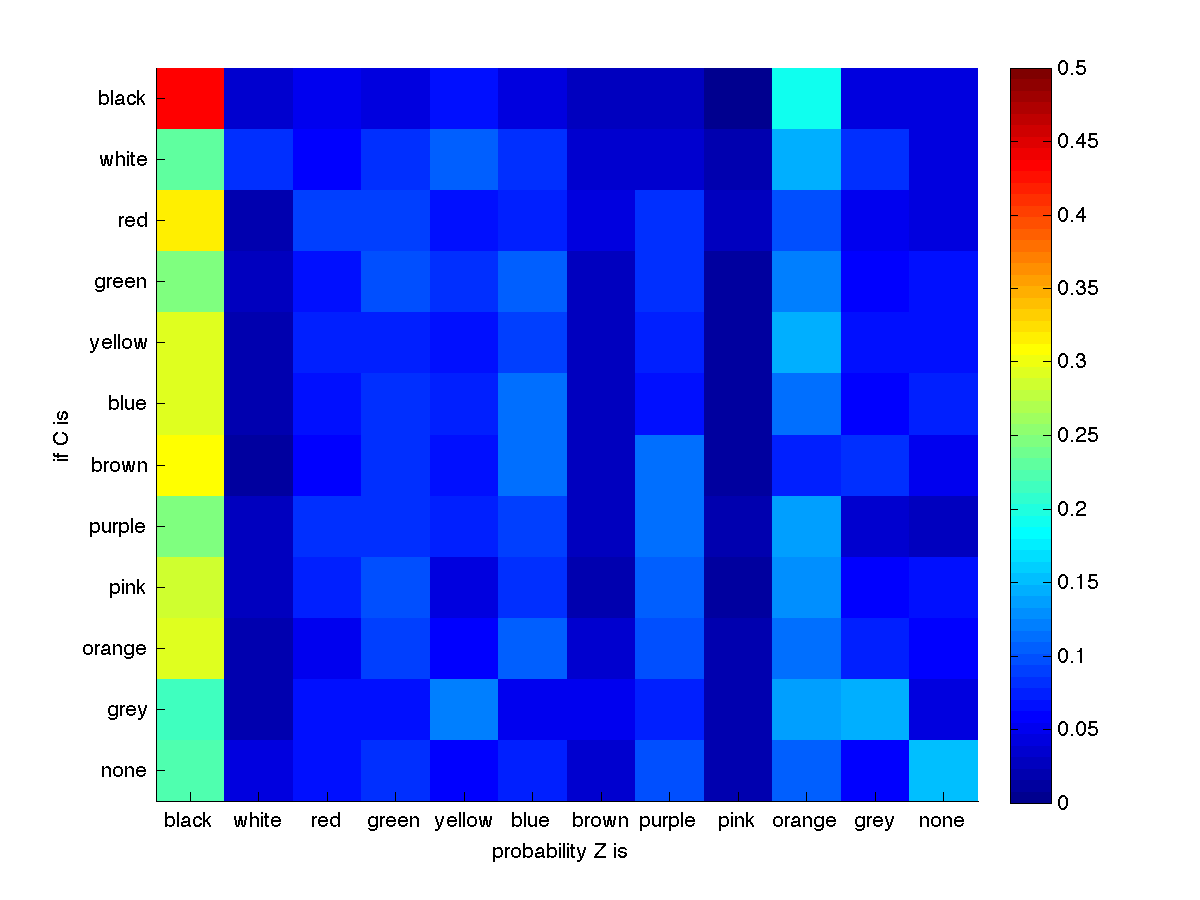 0.5
black
0.45
white
0.4
red
0.35
green
0.3
yellow
0.25
blue
if C is
0.2
brown
purple
0.15
pink
0.1
orange
0.05
grey
none
0
black white red green yellow blue brown purple pink orange grey none
probability Z is